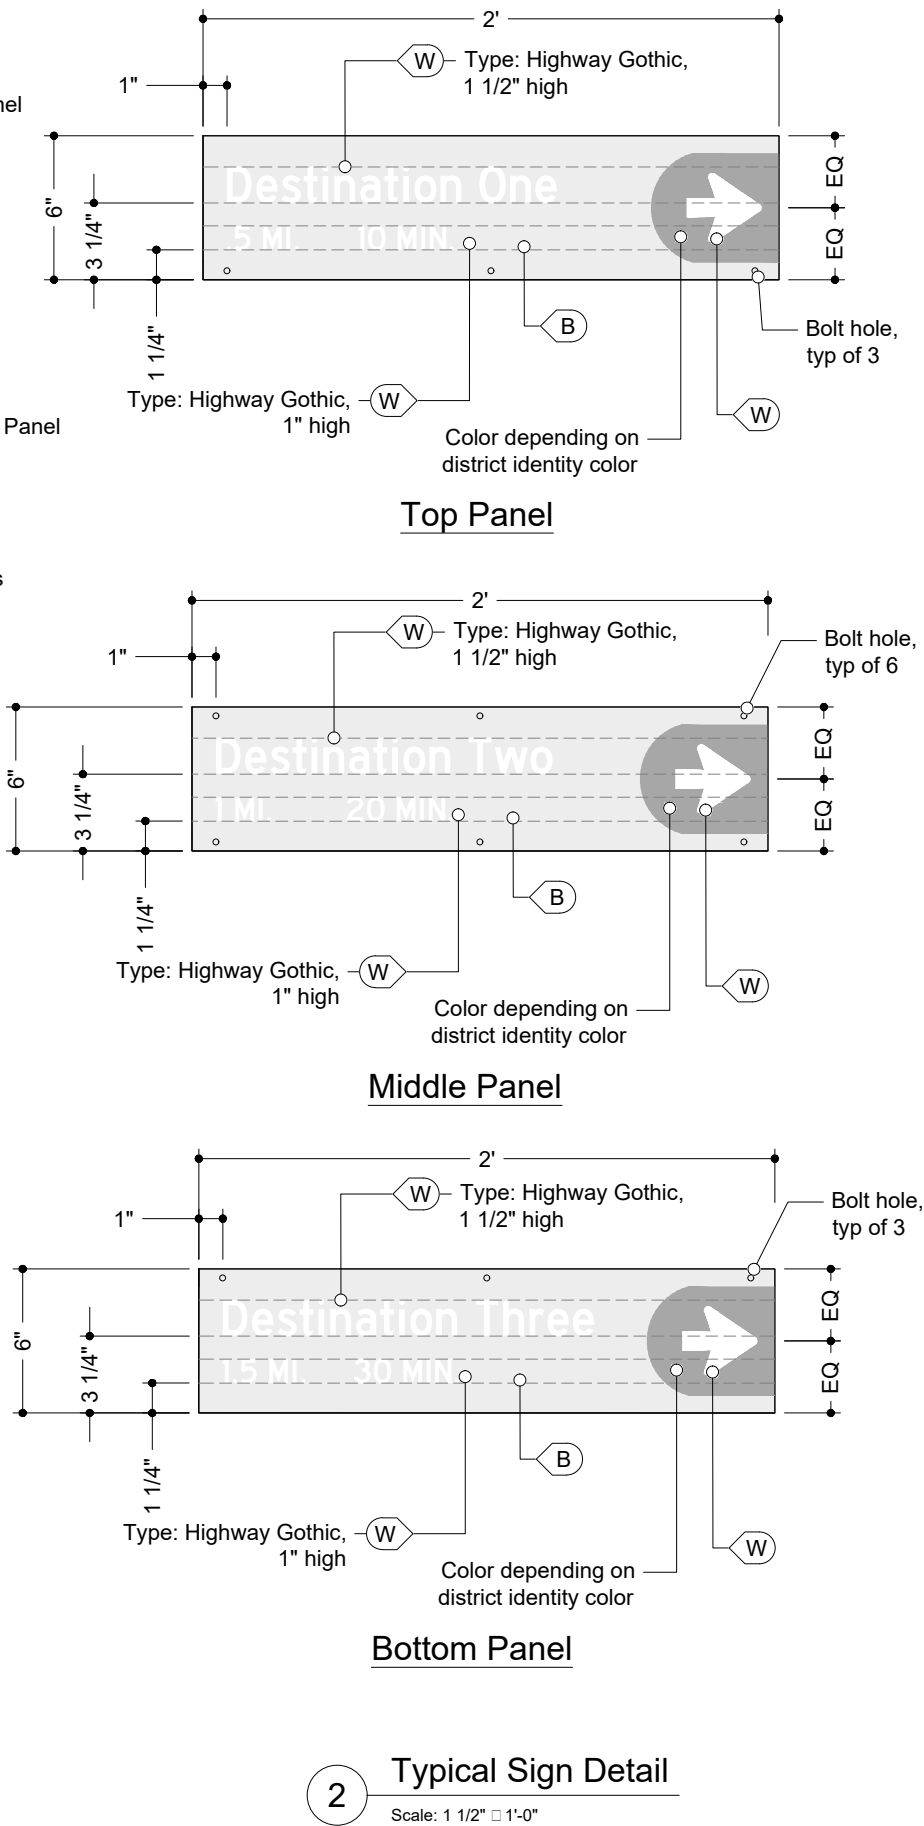 2'
W
Type: Highway Gothic,
1 1/2" high
1"
nel
6"
3 1/4"
1 1/4"
Destination One
.5 MI. 10 MIN.
EQ
EQ
B
Bolt hole,
typ of 3
Type: Highway Gothic,
1" high
W
W
Panel
Color depending on
district identity color
Top Panel
s
2'
W
Type: Highway Gothic,
1 1/2" high
Bolt hole,
typ of 6
1"
6"
3 1/4"
1 1/4"
Destination Two
1 MI. 20 MIN.
EQ
EQ
B
Type: Highway Gothic,
1" high
W
W
Color depending on
district identity color
Middle Panel
2'
W
Type: Highway Gothic,
1 1/2" high
Bolt hole,
typ of 3
1"
6"
3 1/4"
1 1/4"
Destination Three
1.5 MI. 30 MIN.
EQ
EQ
B
Type: Highway Gothic,
1" high
W
W
Color depending on
district identity color
Bottom Panel
2
Typical Sign Detail
Scale: 1 1/2" □ 1'-0"